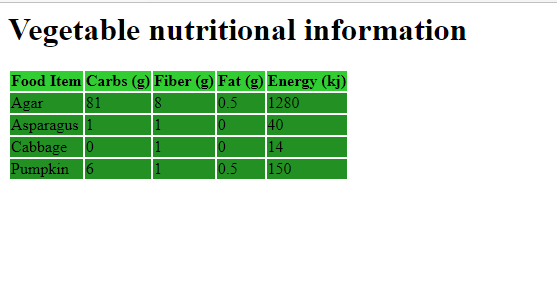 Vegetable nutritional information
Food Item Carbs (g) Fiber (g) Fat (g) Energy (kj)
Agar 81 8 0.5 1280
Asparagus 1 1 0 40
Cabbage 0 1 0 14
Pumpkin 6 1 0.5 150